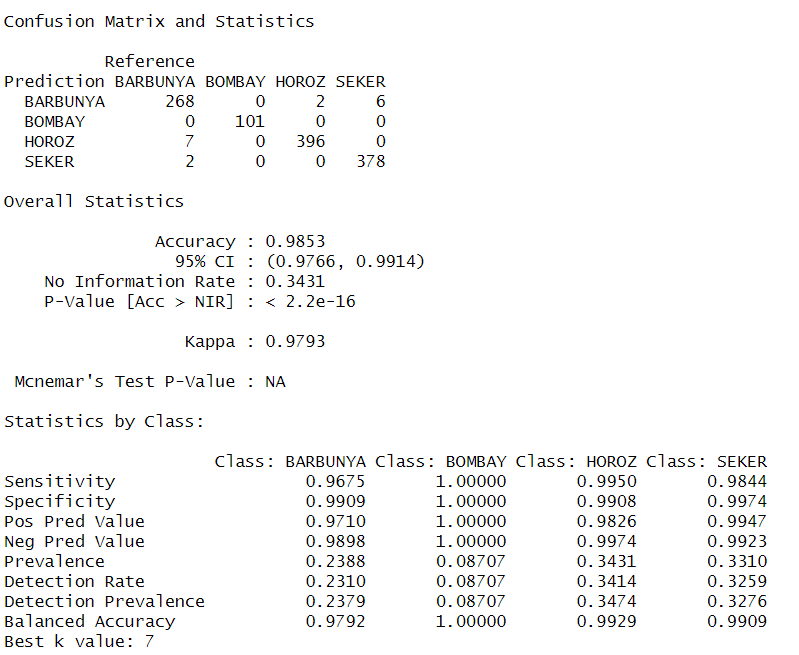 Confusion Matrix and Statistics

          Reference
Prediction BARBUNYA BOMBAY HOROZ SEKER
  BARBUNYA      268      0     2     6
  BOMBAY          0    101     0     0
  HOROZ           7      0   396     0
  SEKER           2      0     0   378

Overall Statistics

               Accuracy : 0.9853
                 95% CI : (0.9766, 0.9914)
    No Information Rate : 0.3431
    P-Value [Acc > NIR] : < 2.2e-16

                  Kappa : 0.9793

 Mcnemar's Test P-Value : NA

Statistics by Class:

                     Class: BARBUNYA Class: BOMBAY Class: HOROZ Class: SEKER
Sensitivity                   0.9675       1.00000       0.9950       0.9844
Specificity                   0.9909       1.00000       0.9908       0.9974
Pos Pred Value                0.9710       1.00000       0.9826       0.9947
Neg Pred Value                0.9898       1.00000       0.9974       0.9923
Prevalence                    0.2388       0.08707       0.3431       0.3310
Detection Rate                0.2310       0.08707       0.3414       0.3259
Detection Prevalence          0.2379       0.08707       0.3474       0.3276
Balanced Accuracy             0.9792       1.00000       0.9929       0.9909
Best k value: 7